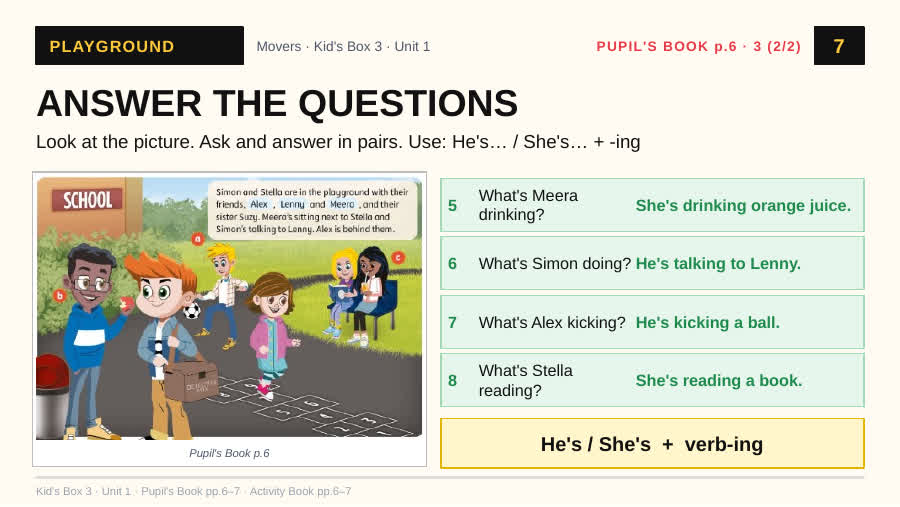 PLAYGROUND
Movers · Kid's Box 3 · Unit 1
PUPIL'S BOOK p.6 · 3 (2/2)
7
ANSWER THE QUESTIONS
Look at the picture. Ask and answer in pairs. Use: He's… / She's… + -ing
SCHOOL
Simon and Stella are in the playground with their
friends, Alex , Lenny and Meera , and their
sister Suzy. Meera's sitting next to Stella and
Simon's talking to Lenny. Alex is behind them.
a
b
c
Pupil's Book p.6
5 What's Meera
drinking?
She's drinking orange juice.
6 What's Simon doing? He's talking to Lenny.
7 What's Alex kicking? He's kicking a ball.
8 What's Stella
reading?
She's reading a book.
He's / She's + verb-ing
Kid's Box 3 · Unit 1 · Pupil's Book pp.6–7 · Activity Book pp.6–7